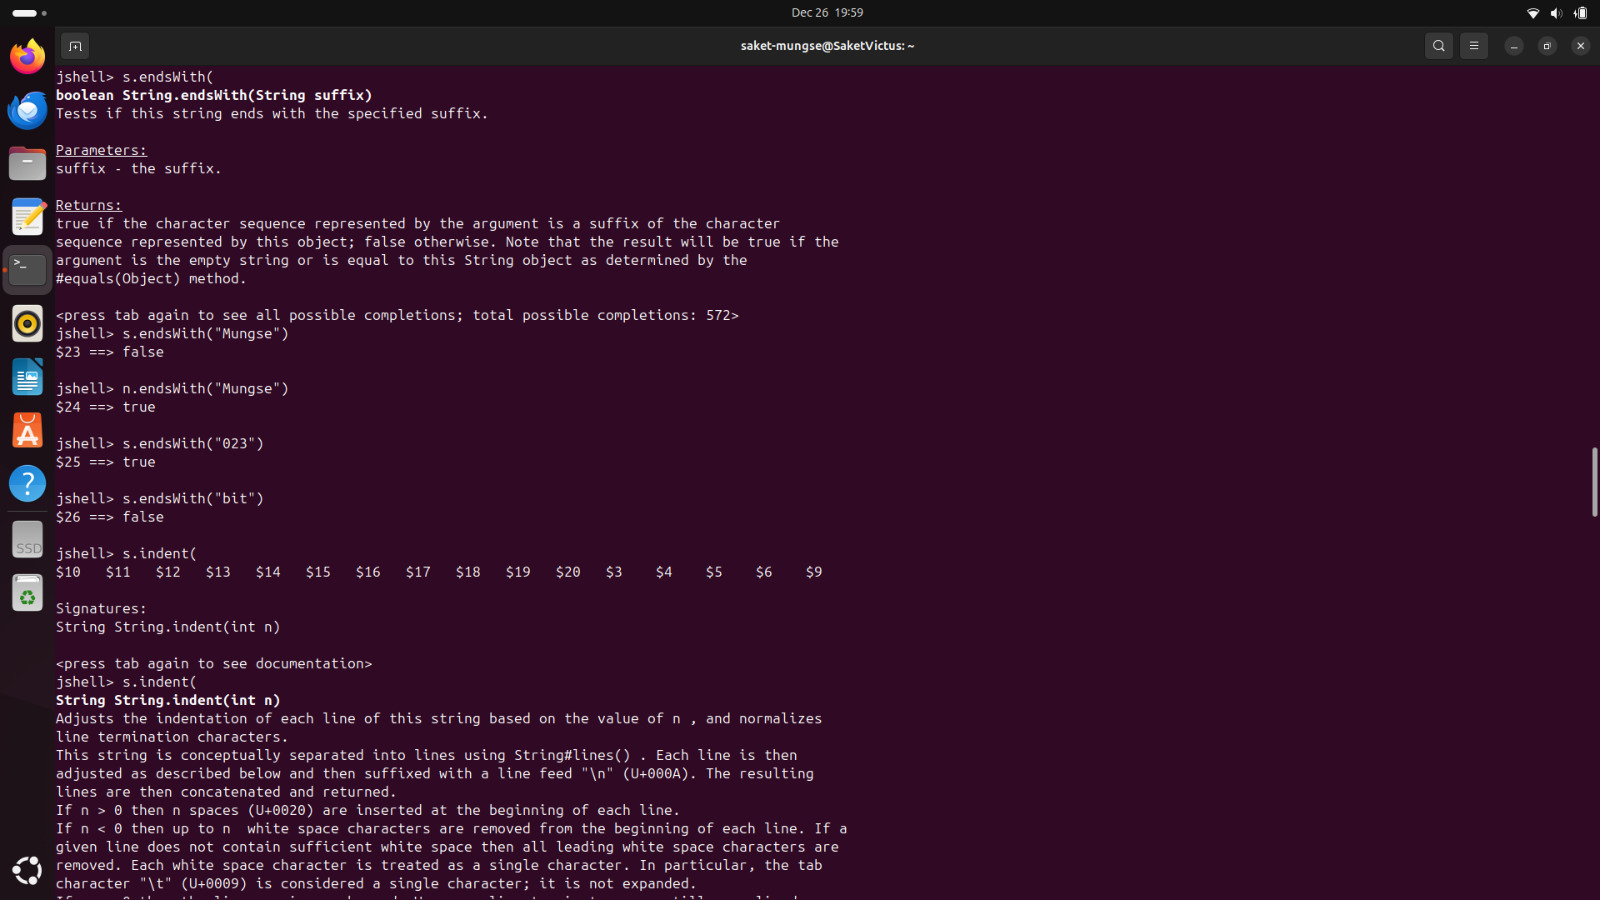 Dec 26 19:59
saket-mungse@SaketVictus: ~
jshell> s.endsWith(
boolean String.endsWith(String suffix)
Tests if this string ends with the specified suffix.
Parameters:
suffix - the suffix.
Returns:
true if the character sequence represented by the argument is a suffix of the character
sequence represented by this object; false otherwise. Note that the result will be true if the
argument is the empty string or is equal to this String object as determined by the
#equals(Object) method.
<press tab again to see all possible completions; total possible completions: 572>
jshell> s.endsWith("Mungse")
$23 ==> false
jshell> n.endsWith("Mungse")
$24 ==> true
jshell> s.endsWith("023")
$25 ==> true
jshell> s.endsWith("bit")
$26 ==> false
jshell> s.indent(
$10 $11 $12 $13 $14 $15 $16 $17 $18 $19 $20 $3 $4 $5 $6 $9
Signatures:
String String.indent(int n)
<press tab again to see documentation>
jshell> s.indent(
String String.indent(int n)
Adjusts the indentation of each line of this string based on the value of n , and normalizes
line termination characters.
This string is conceptually separated into lines using String#lines() . Each line is then
adjusted as described below and then suffixed with a line feed "\n" (U+000A). The resulting
lines are then concatenated and returned.
If n > 0 then n spaces (U+0020) are inserted at the beginning of each line.
If n < 0 then up to n  white space characters are removed from the beginning of each line. If a
given line does not contain sufficient white space then all leading white space characters are
removed. Each white space character is treated as a single character. In particular, the tab
character "\t" (U+0009) is considered a single character; it is not expanded.
SSD